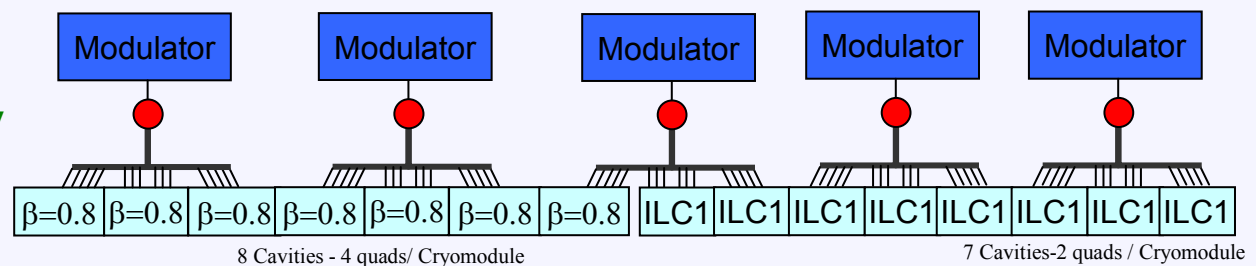 Modulator Modulator Modulator Modulator Modulator
β=0.8 β=0.8 β=0.8 β=0.8 β=0.8 β=0.8 β=0.8 ILC1 ILC1 ILC1 ILC1 ILC1 ILC1 ILC1 ILC1
8 Cavities - 4 quads/ Cryomodule 7 Cavities-2 quads / Cryomodule